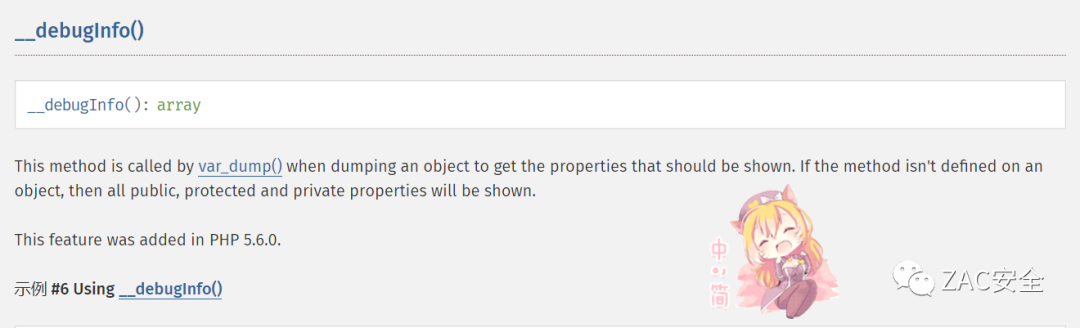 __debugInfo()
__debugInfo(): array
This method is called by var_dump() when dumping an object to get the properties that should be shown. If the method isn't defined on an
object, then all public, protected and private properties will be shown.
This feature was added in PHP 5.6.0.
中
简
ZAC安全
示例 #6 Using __debugInfo()